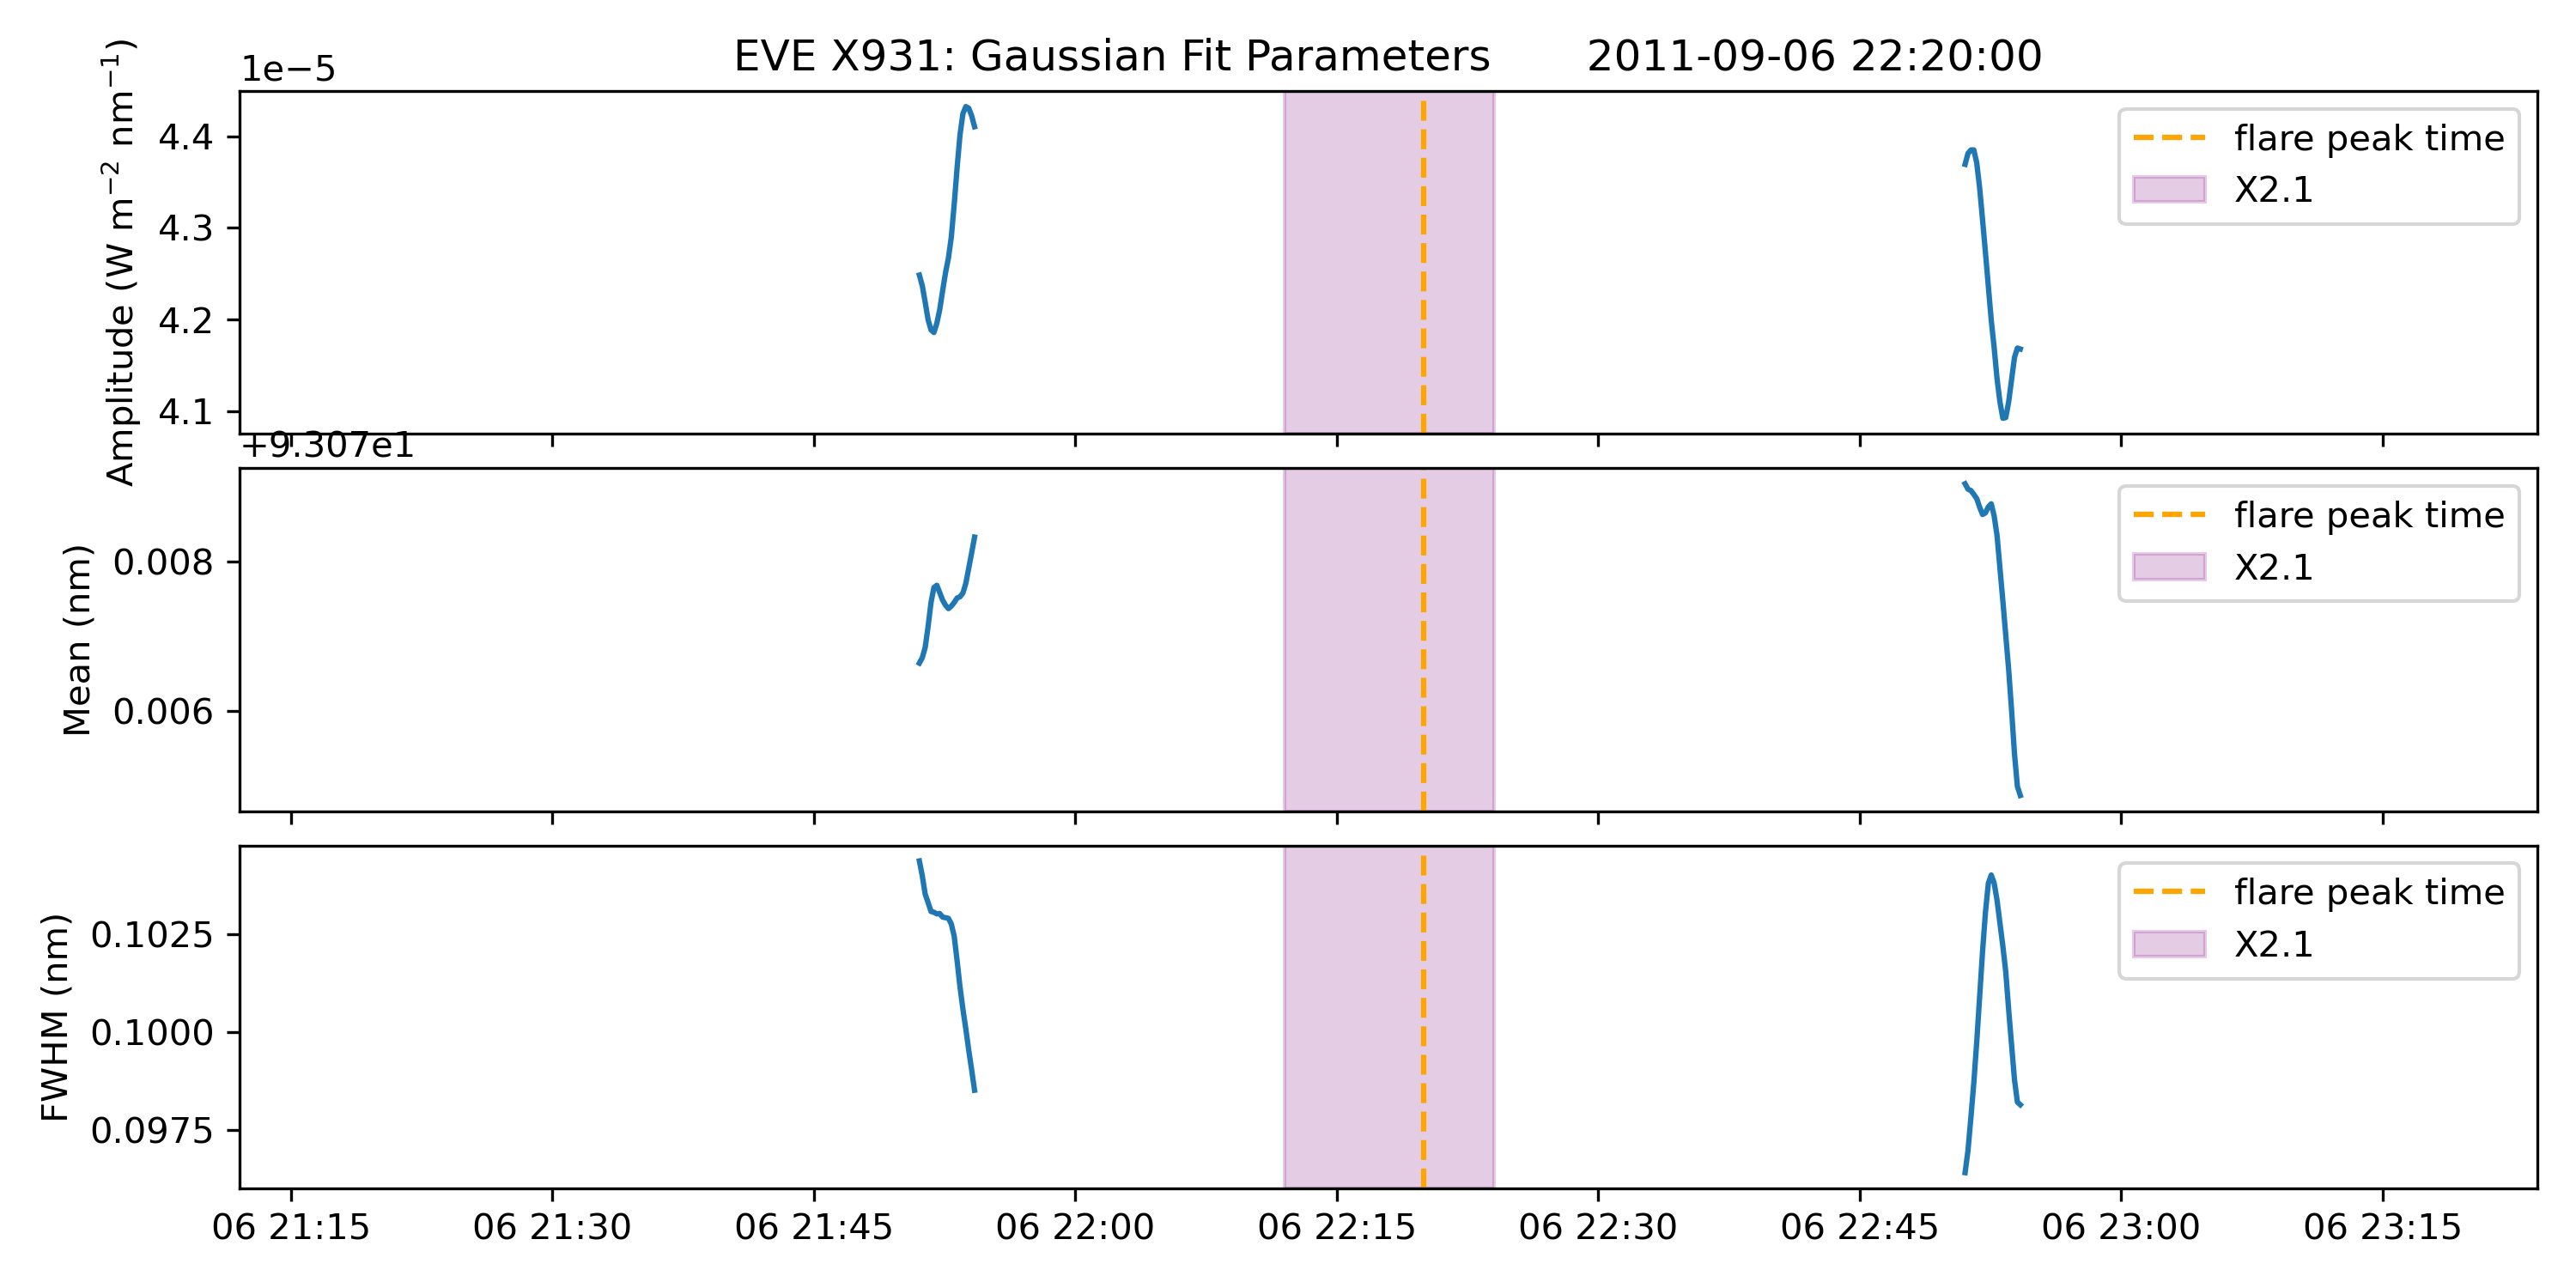 EVE X931: Gaussian Fit Parameters 2011-09-06 22:20:00
1e−5
Amplitude (W m⁻² nm⁻¹)
4.4
4.3
4.2
4.1
flare peak time
X2.1
+9.307e1
Mean (nm)
0.008
0.006
flare peak time
X2.1
FWHM (nm)
0.1025
0.1000
0.0975
flare peak time
X2.1
06 21:15 06 21:30 06 21:45 06 22:00 06 22:15 06 22:30 06 22:45 06 23:00 06 23:15